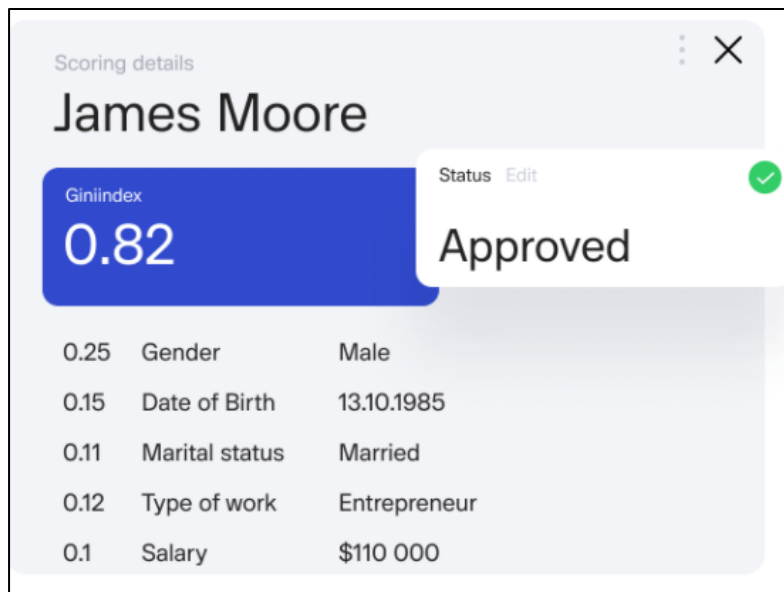 Scoring details
James Moore
Giniindex
0.82
Status Edit
Approved
0.25 Gender Male
0.15 Date of Birth 13.10.1985
0.11 Marital status Married
0.12 Type of work Entrepreneur
0.1 Salary $110 000